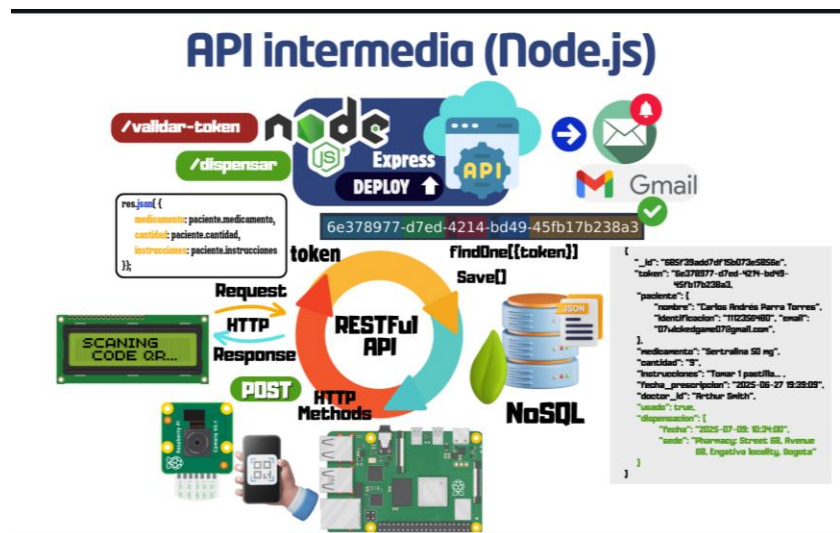 API intermedia (Node.js)
/validar-token
node
JS
/dispensar
Express
DEPLOY
API
Gmail
res.json( {
medicamento: paciente.medicamento,
cantidad: paciente.cantidad,
instrucciones: paciente.instrucciones
});
6e378977-d7ed-4214-bd49-45fb17b238a3
token
findOne[{token}]
Save[]
Request
HTTP
Response
RESTful
API
JSON
SCANING
CODE QR...
POST
HTTP
Methods
NoSQL
{
"_id": "685f39add7df15b073e5856e",
"token": "6e378977-d7ed-4214-bd49-
45fb17b238a3,
"paciente": {
"nombre": "Carlos Andrés Parra Torres",
"identificacion": "1112356480", "email":
"07wickedgame07@gmail.com",
},
"medicamento": "Sertralina 50 mg",
"cantidad": "9",
"instrucciones": "Tomar 1 pastilla...,
"fecha_prescripcion": "2025-06-27 19:39:09",
"doctor_id": "Arthur Smith",
"usado": true,
"dispensacion": {
"fecha": "2025-07-09: 10:34:00",
"sede": "Pharmacy: Street 68, Avenue
68, Engativa locality, Bogota"
}
}